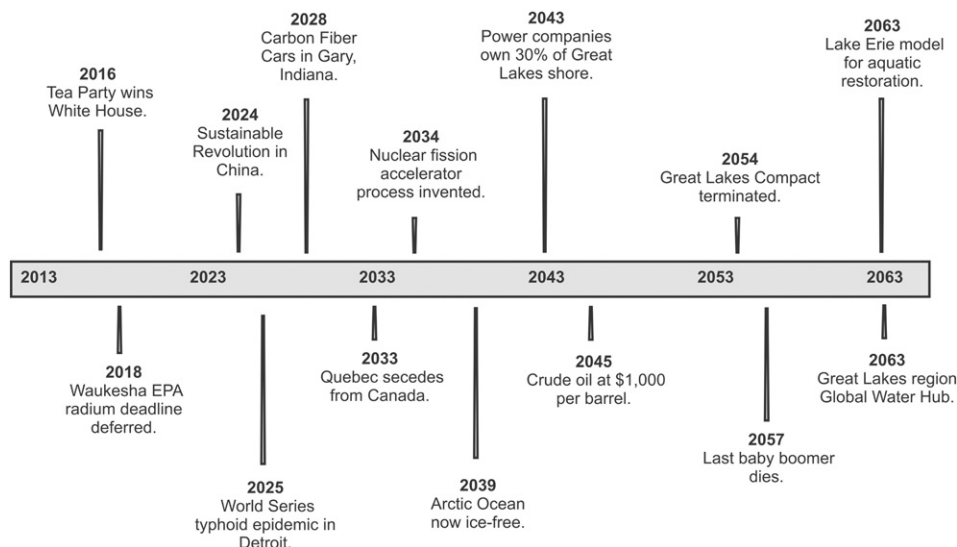 2016
Tea Party wins
White House.
2024
Sustainable
Revolution in
China.
2028
Carbon Fiber
Cars in Gary,
Indiana.
2034
Nuclear fission
accelerator
process invented.
2043
Power companies
own 30% of Great
Lakes shore.
2054
Great Lakes Compact
terminated.
2063
Lake Erie model
for aquatic
restoration.
2013 2023 2033 2043 2053 2063
2018
Waukesha EPA
radium deadline
deferred.
2025
World Series
typhoid epidemic in
Detroit.
2033
Quebec secedes
from Canada.
2039
Arctic Ocean
now ice-free.
2045
Crude oil at $1,000
per barrel.
2057
Last baby boomer
dies.
2063
Great Lakes region
Global Water Hub.